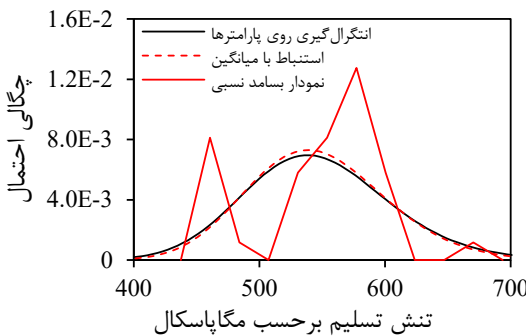 1.6E-2
1.2E-2
8.0E-3
4.0E-3
0
چگالی احتمال
انتگرال‌گیری روی پارامترها
استنباط با میانگین
نمودار بسامد نسبی
400 500 600 700
تنش تسلیم برحسب مگاپاسکال